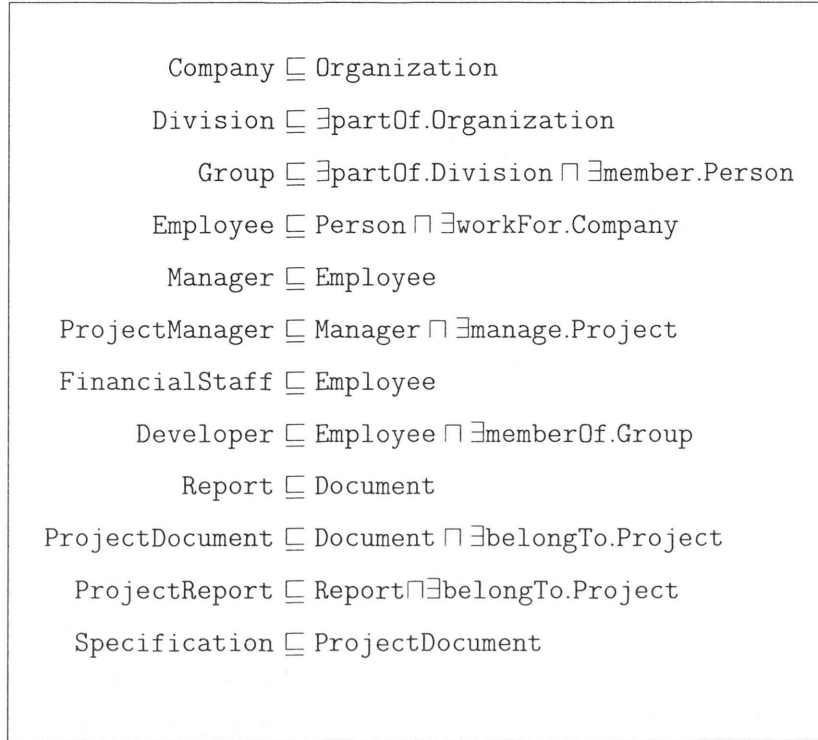 Company ⊑ Organization
Division ⊑ ∃partOf.Organization
Group ⊑ ∃partOf.Division ⊓ ∃member.Person
Employee ⊑ Person ⊓ ∃workFor.Company
Manager ⊑ Employee
ProjectManager ⊑ Manager ⊓ ∃manage.Project
FinancialStaff ⊑ Employee
Developer ⊑ Employee ⊓ ∃memberOf.Group
Report ⊑ Document
ProjectDocument ⊑ Document ⊓ ∃belongTo.Project
ProjectReport ⊑ Report⊓∃belongTo.Project
Specification ⊑ ProjectDocument